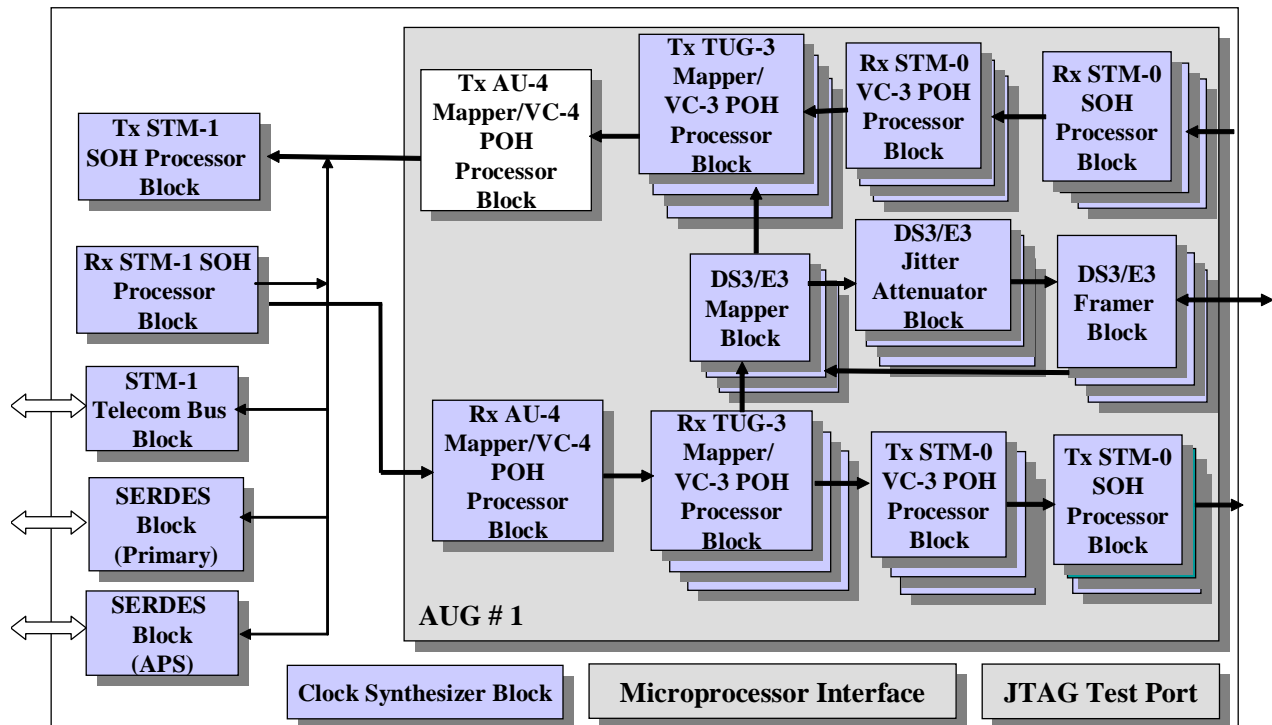 Tx STM-1
SOH Processor
Block
Rx STM-1 SOH
Processor
Block
STM-1
Telecom Bus
Block
SERDES
Block
(Primary)
SERDES
Block
(APS)
Tx AU-4
Mapper/VC-4
POH
Processor
Block
Tx TUG-3
Mapper/
VC-3 POH
Processor
Block
Rx STM-0
VC-3 POH
Processor
Block
Rx STM-0
SOH
Processor
Block
DS3/E3
Mapper
Block
DS3/E3
Jitter
Attenuator
Block
DS3/E3
Framer
Block
Rx AU-4
Mapper/VC-4
POH
Processor
Block
Rx TUG-3
Mapper/
VC-3 POH
Processor
Block
Tx STM-0
VC-3 POH
Processor
Block
Tx STM-0
SOH
Processor
Block
AUG # 1
Clock Synthesizer Block
Microprocessor Interface
JTAG Test Port